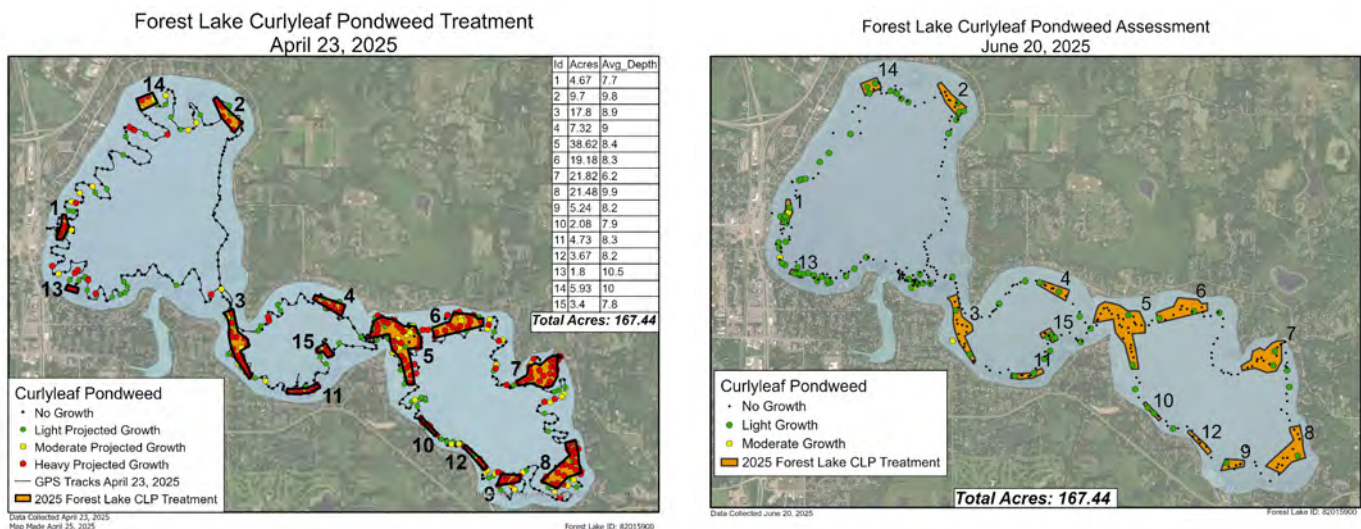 Forest Lake Curlyleaf Pondweed Treatment
April 23, 2025
Id Acres Avg_Depth
1 4.67 7.7
2 9.7 9.8
3 17.8 8.9
4 7.32 9
5 38.62 8.4
6 19.18 8.3
7 21.82 6.2
8 21.48 9.9
9 5.24 8.2
10 2.08 7.9
11 4.73 8.3
12 3.67 8.2
13 1.8 10.5
14 5.93 10
15 3.4 7.8
Total Acres: 167.44
14
2
1
13
3
4
15
11
5
6
7
10
12
9
8
Curlyleaf Pondweed
No Growth
Light Projected Growth
Moderate Projected Growth
Heavy Projected Growth
GPS Tracks April 23, 2025
2025 Forest Lake CLP Treatment
Data Collected April 23, 2025
Map Made April 25, 2025
Forest Lake ID: 82015900
Forest Lake Curlyleaf Pondweed Assessment
June 20, 2025
14
2
1
13
3
4
15
11
5
6
7
10
12
9
8
Curlyleaf Pondweed
No Growth
Light Growth
Moderate Growth
2025 Forest Lake CLP Treatment
Total Acres: 167.44
Data Collected June 20, 2025
Forest Lake ID: 82015900